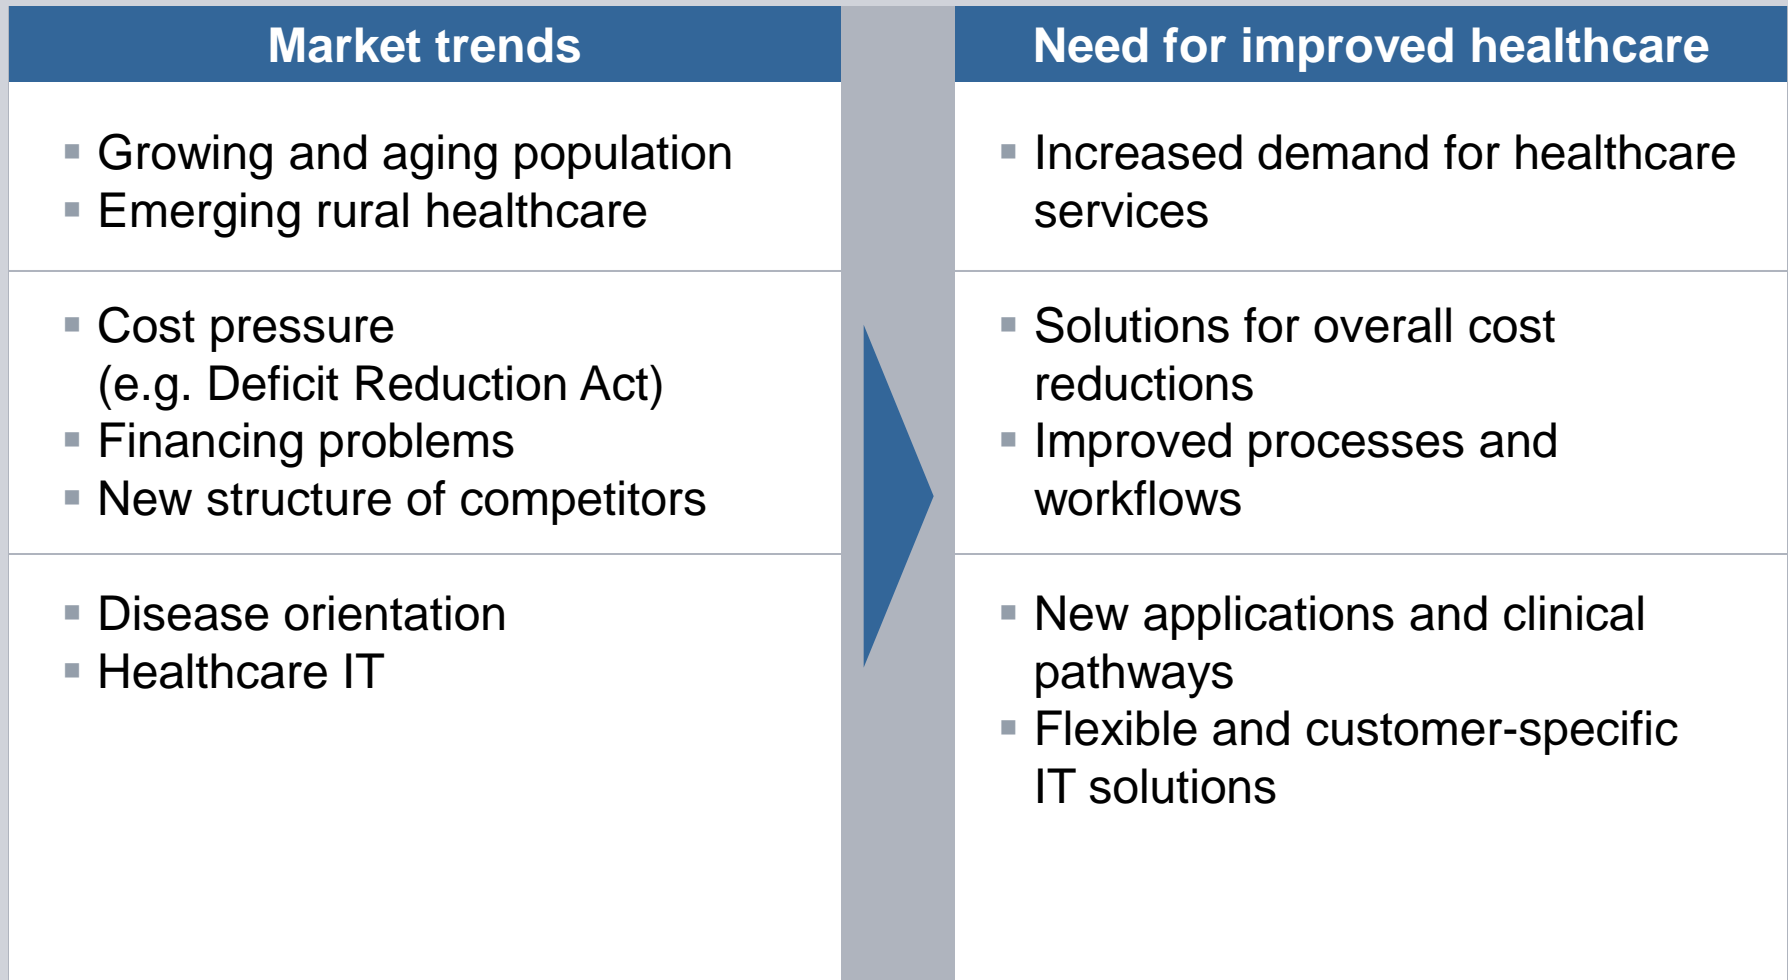 Market trends
Growing and aging population
Emerging rural healthcare
Cost pressure
(e.g. Deficit Reduction Act)
Financing problems
New structure of competitors
Disease orientation
Healthcare IT
Need for improved healthcare
Increased demand for healthcare
services
Solutions for overall cost
reductions
Improved processes and
workflows
New applications and clinical
pathways
Flexible and customer-specific
IT solutions